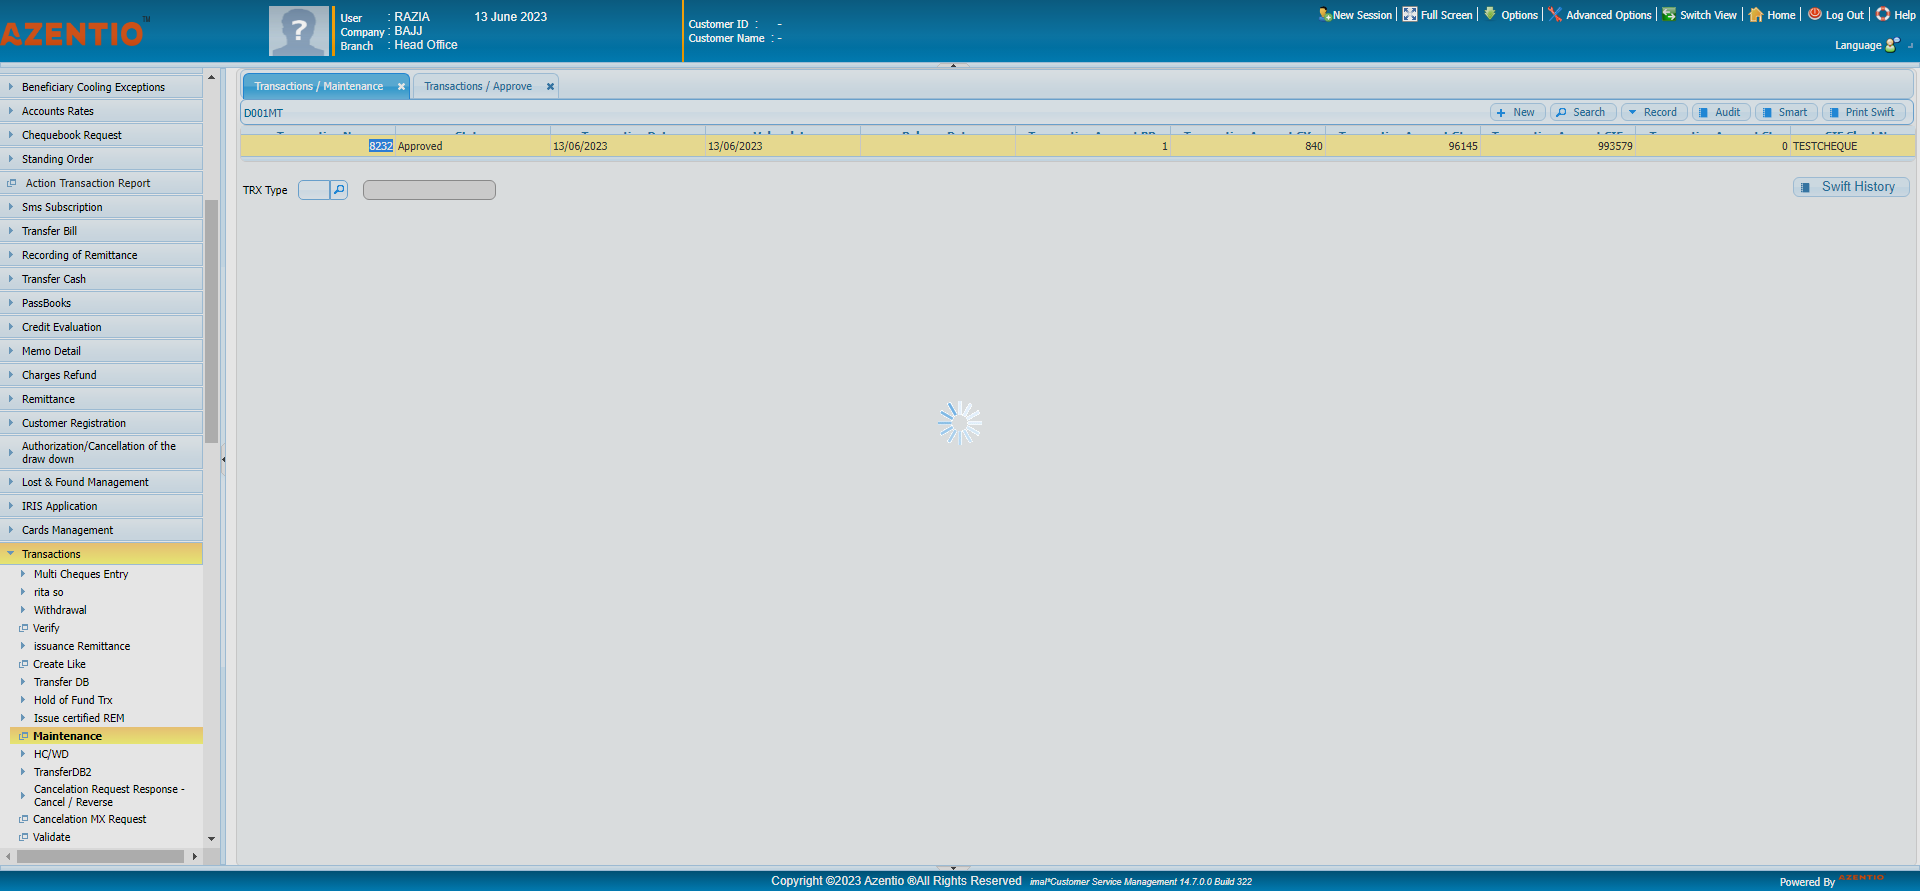 AZENTIO™
User : RAZIA 13 June 2023
Company : BAJJ
Branch : Head Office
Customer ID : -
Customer Name : -
New Session
Full Screen
Options
Advanced Options
Switch View
Home
Log Out
Help
Language
Beneficiary Cooling Exceptions
Accounts Rates
Chequebook Request
Standing Order
Action Transaction Report
Sms Subscription
Transfer Bill
Recording of Remittance
Transfer Cash
PassBooks
Credit Evaluation
Memo Detail
Charges Refund
Remittance
Customer Registration
Authorization/Cancellation of the
draw down
Lost & Found Management
IRIS Application
Cards Management
Transactions
Multi Cheques Entry
rita so
Withdrawal
Verify
issuance Remittance
Create Like
Transfer DB
Hold of Fund Trx
Issue certified REM
Maintenance
HC/WD
TransferDB2
Cancelation Request Response -
Cancel / Reverse
Cancelation MX Request
Validate
Transactions / Maintenance
Transactions / Approve
D001MT
New
Search
Record
Audit
Smart
Print Swift
8232 Approved 13/06/2023 13/06/2023 1 840 96145 993579 0 TESTCHEQUE
TRX Type
Swift History
Copyright ©2023 Azentio ®All Rights Reserved imal*Customer Service Management 14.7.0.0 Build 322
Powered By AZENTIO